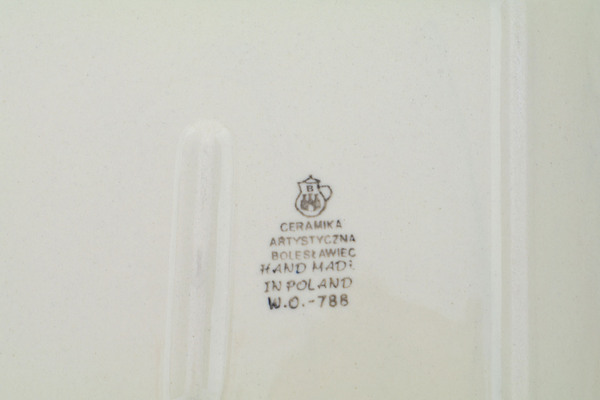 B
CERAMIKA
ARTYSTYCZNA
BOLESŁAWIEC
HAND MADE
IN POLAND
W.O.-788